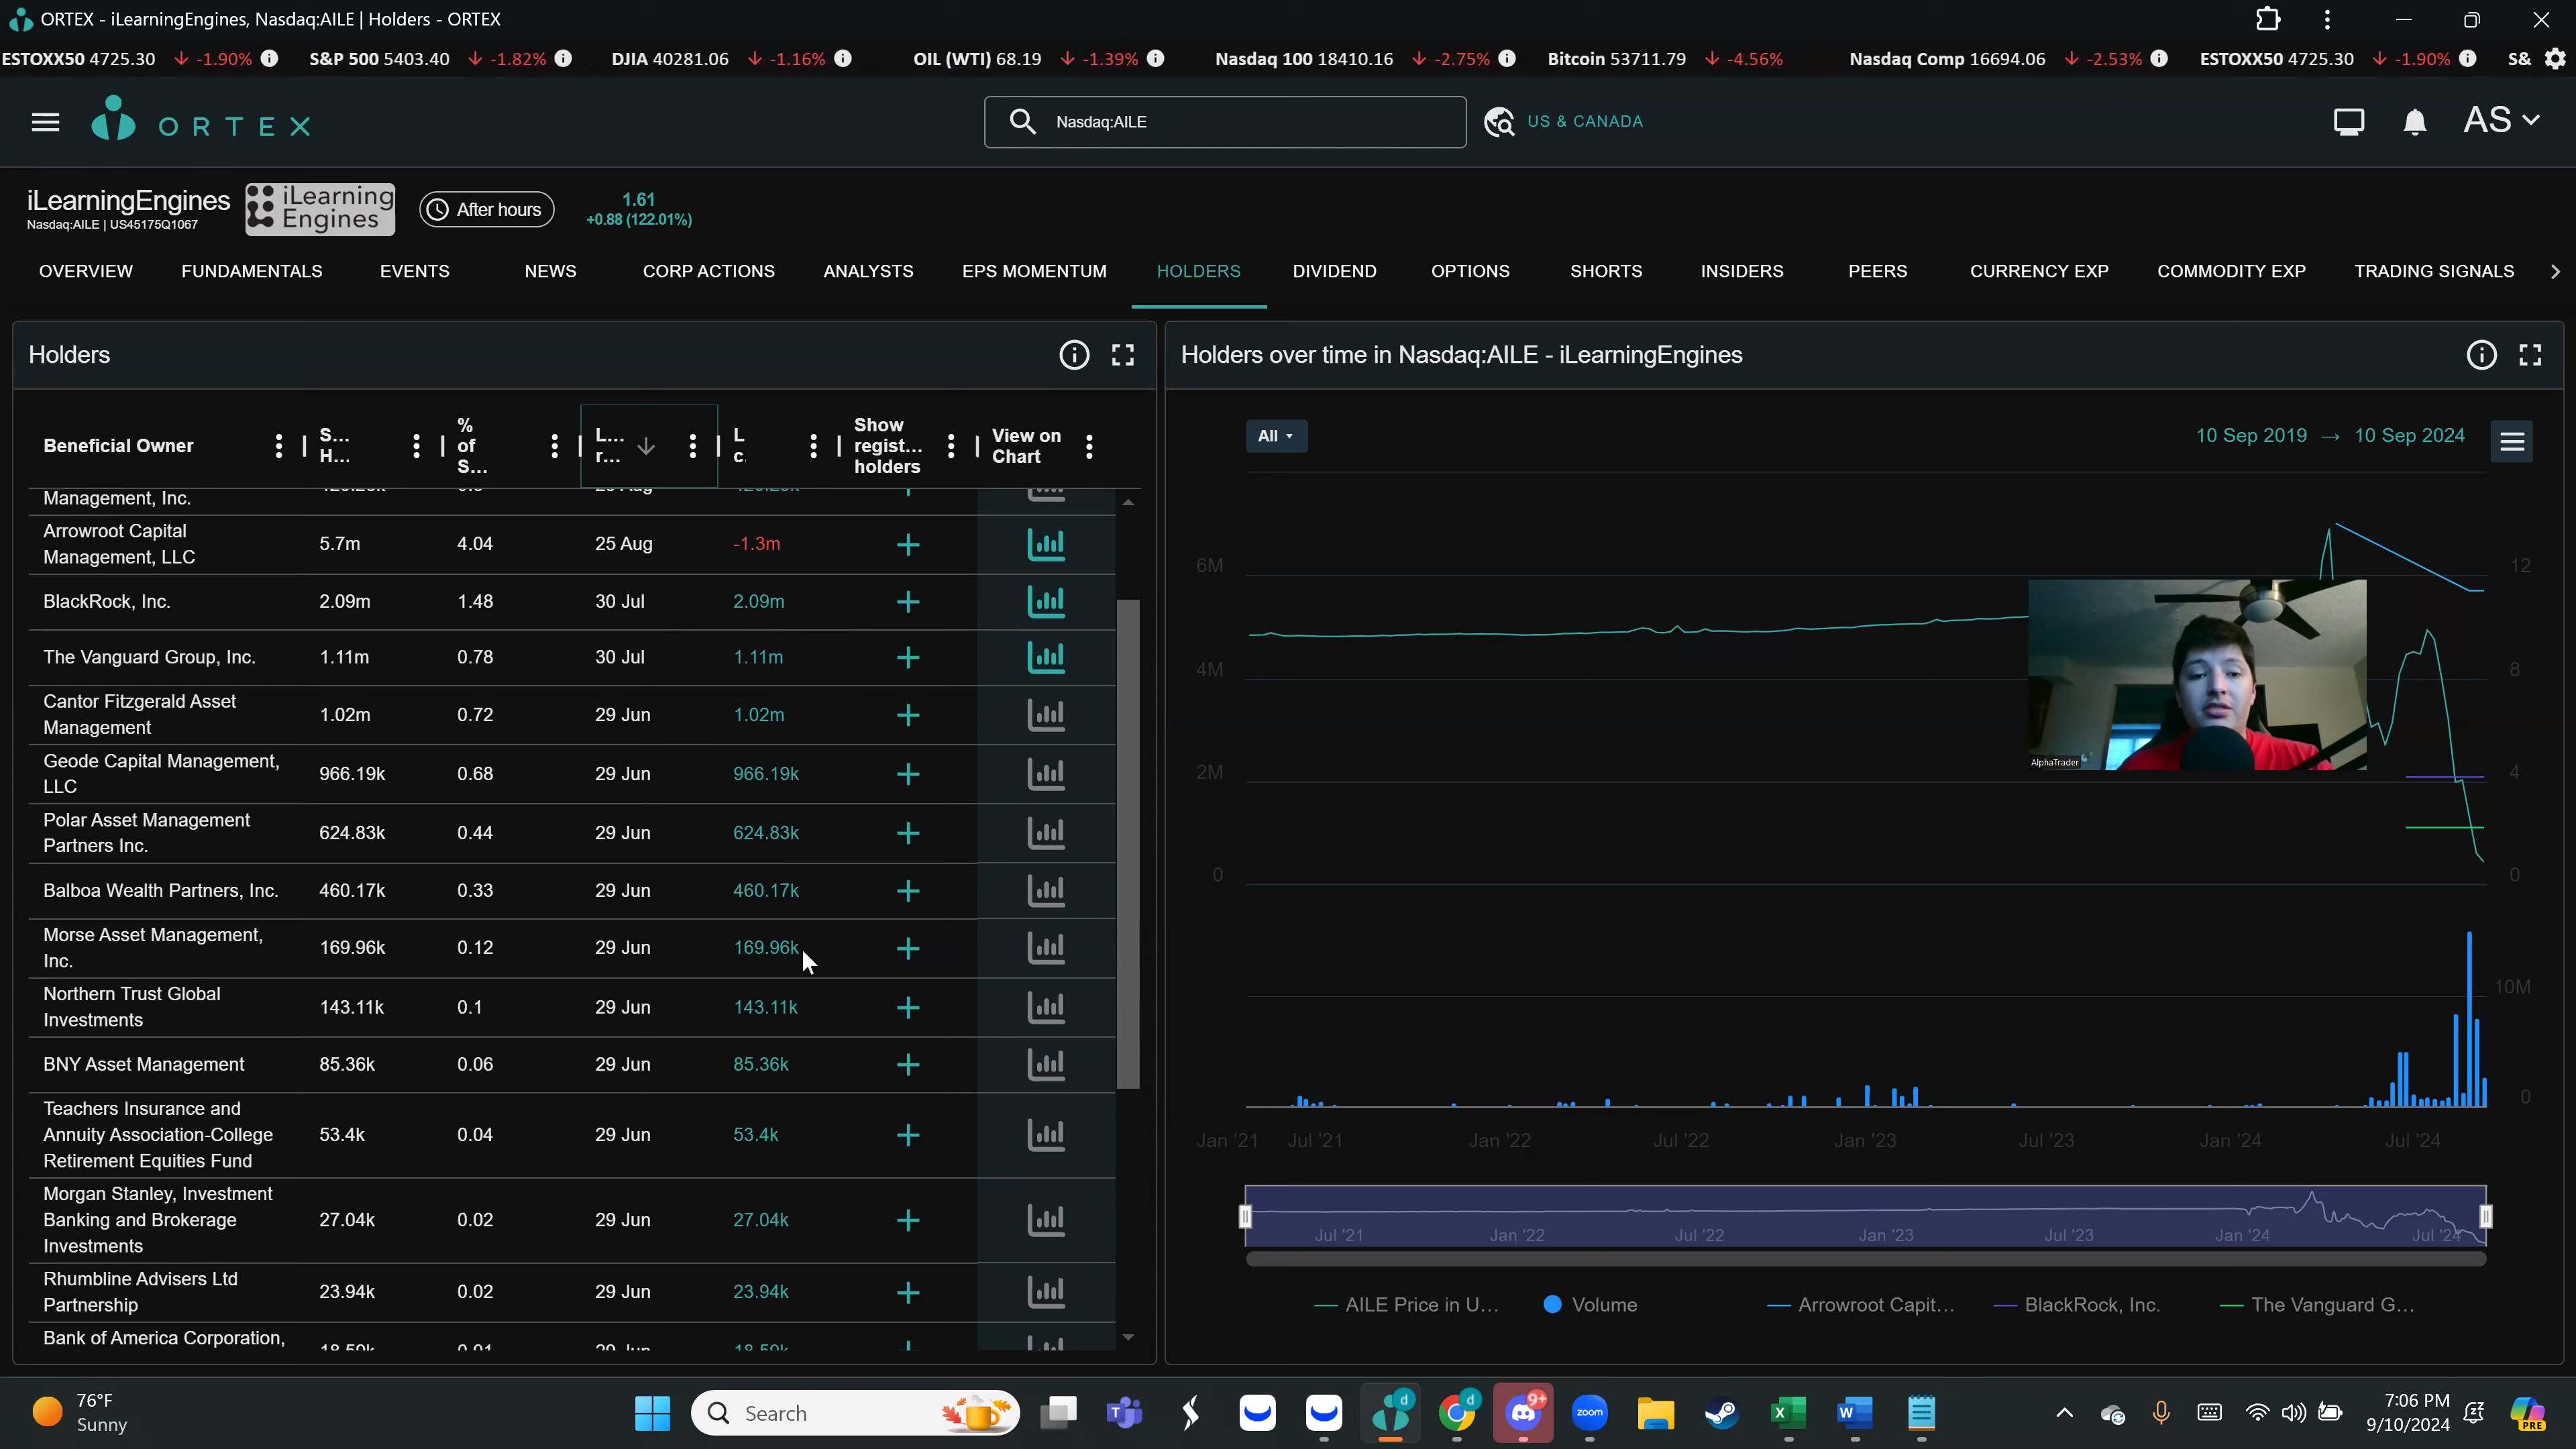 ORTEX - iLearningEngines, Nasdaq:AILE | Holders - ORTEX
ESTOXX50 4725.30 -1.90% S&P 500 5403.40 -1.82% DJIA 40281.06 -1.16% OIL (WTI) 68.19 -1.39% Nasdaq 100 18410.16 -2.75% Bitcoin 53711.79 -4.56% Nasdaq Comp 16694.06 -2.53% ESTOXX50 4725.30 -1.90% S&
ORTEX
Nasdaq:AILE
US & CANADA
AS
iLearningEngines
Nasdaq:AILE | US45175Q1067
iLearning
Engines
After hours
1.61
+0.88 (122.01%)
OVERVIEW FUNDAMENTALS EVENTS NEWS CORP ACTIONS ANALYSTS EPS MOMENTUM HOLDERS DIVIDEND OPTIONS SHORTS INSIDERS PEERS CURRENCY EXP COMMODITY EXP TRADING SIGNALS
Holders
Beneficial Owner
S...
H...
%
of
S...
L...
r...
L
c.
Show
regist...
holders
View on
Chart
Management, Inc.
Arrowroot Capital
Management, LLC
5.7m 4.04 25 Aug -1.3m
BlackRock, Inc. 2.09m 1.48 30 Jul 2.09m
The Vanguard Group, Inc. 1.11m 0.78 30 Jul 1.11m
Cantor Fitzgerald Asset
Management
1.02m 0.72 29 Jun 1.02m
Geode Capital Management,
LLC
966.19k 0.68 29 Jun 966.19k
Polar Asset Management
Partners Inc.
624.83k 0.44 29 Jun 624.83k
Balboa Wealth Partners, Inc. 460.17k 0.33 29 Jun 460.17k
Morse Asset Management,
Inc.
169.96k 0.12 29 Jun 169.96k
Northern Trust Global
Investments
143.11k 0.1 29 Jun 143.11k
BNY Asset Management 85.36k 0.06 29 Jun 85.36k
Teachers Insurance and
Annuity Association-College
Retirement Equities Fund
53.4k 0.04 29 Jun 53.4k
Morgan Stanley, Investment
Banking and Brokerage
Investments
27.04k 0.02 29 Jun 27.04k
Rhumbline Advisers Ltd
Partnership
23.94k 0.02 29 Jun 23.94k
Bank of America Corporation,
Holders over time in Nasdaq:AILE - iLearningEngines
All
10 Sep 2019 → 10 Sep 2024
6M 12
4M 8
2M 4
0 0
10M
0
AlphaTrader
Jan '21 Jul '21 Jan '22 Jul '22 Jan '23 Jul '23 Jan '24 Jul '24
Jul '21 Jan '22 Jul '22 Jan '23 Jul '23 Jan '24 Jul '24
AILE Price in U... Volume Arrowroot Capit... BlackRock, Inc. The Vanguard G...
76°F
Sunny
Search
d
d
9+
zoom
7:06 PM
9/10/2024
PRE